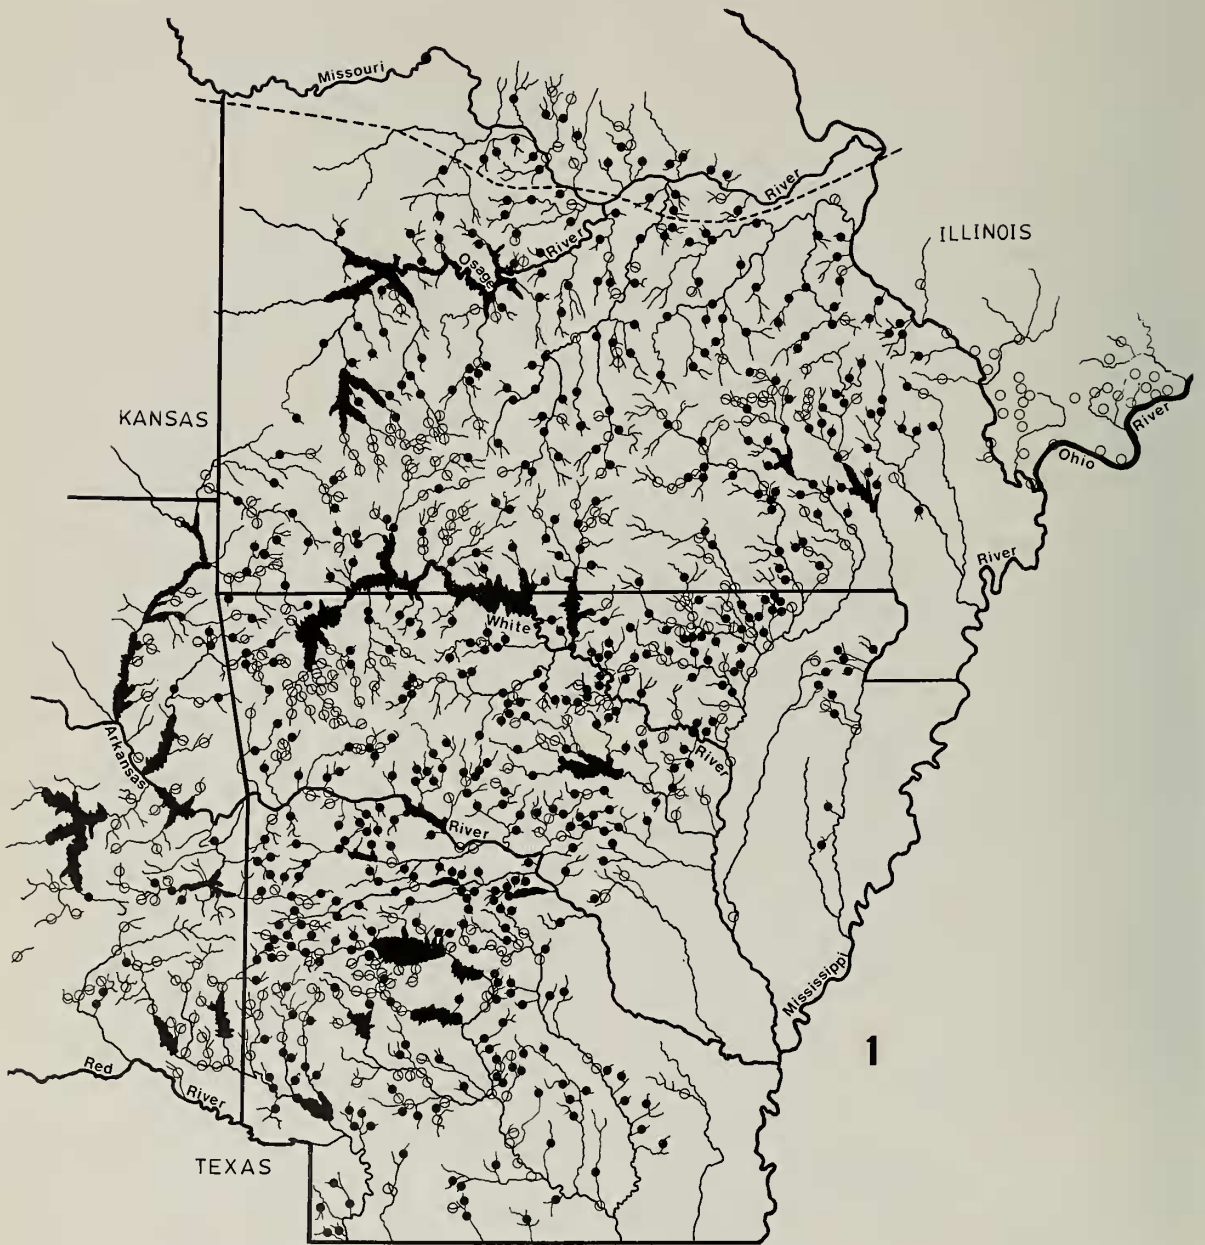 Missouri
River
ILLINOIS
River
Osage
KANSAS
River
Ohio
River
White
River
Arkansas
River
Mississippi
1
Red
River
TEXAS